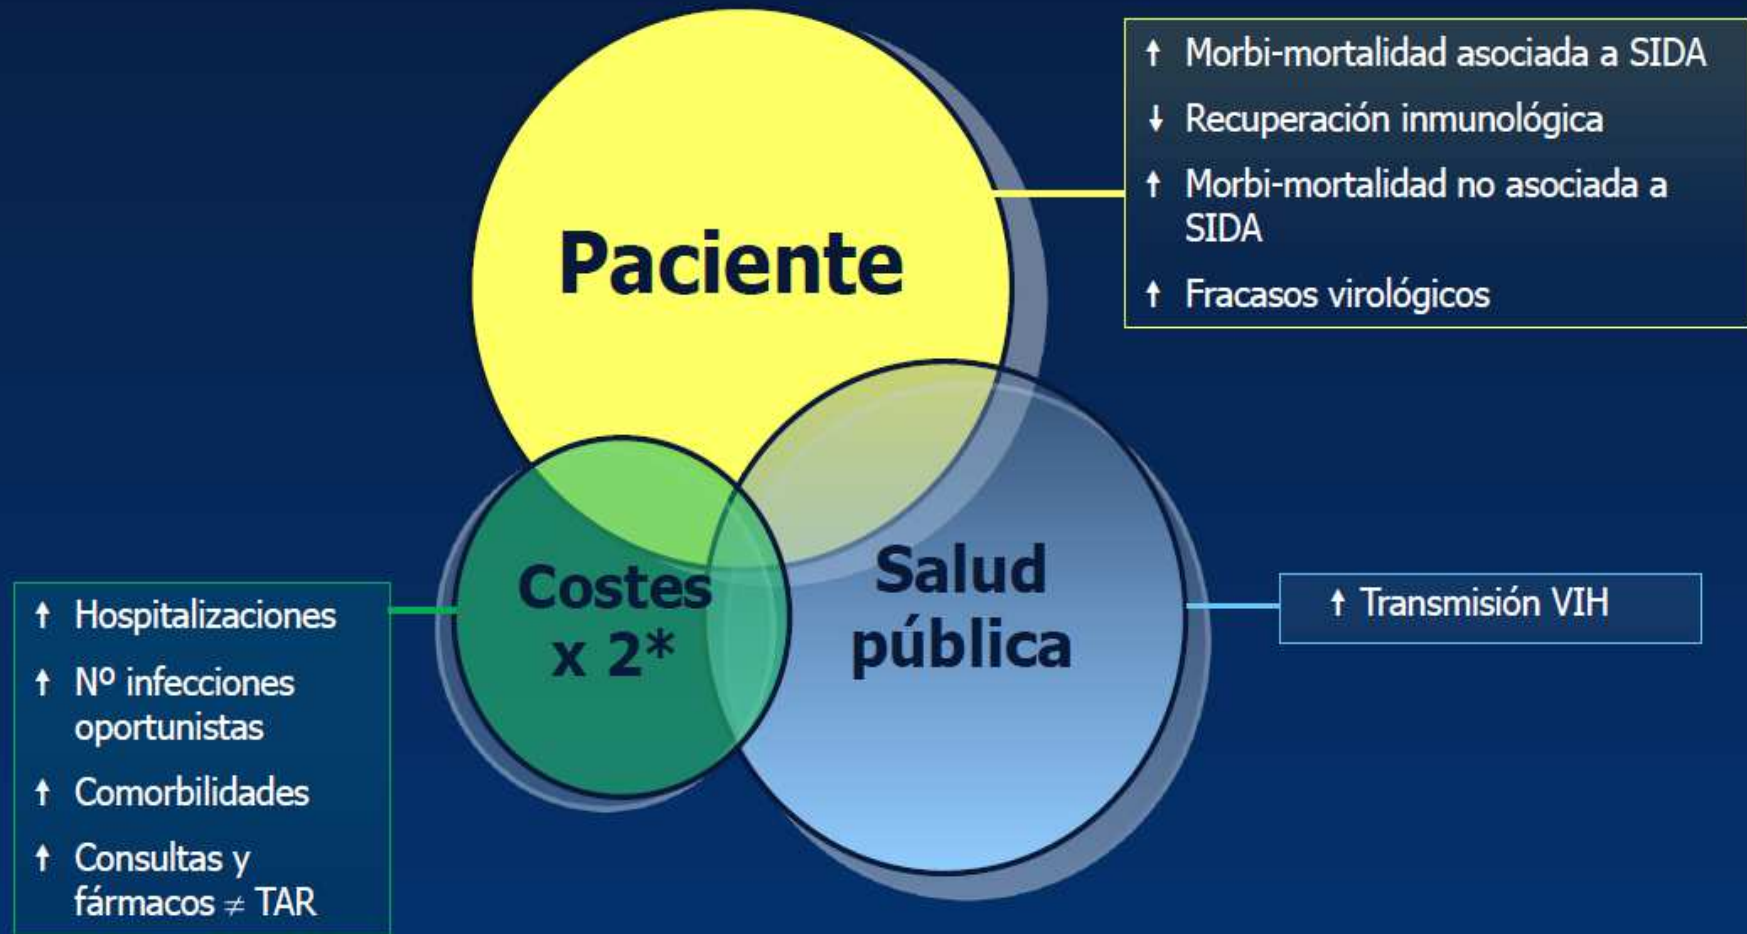 Paciente
↑ Morbi-mortalidad asociada a SIDA
↓ Recuperación inmunológica
↑ Morbi-mortalidad no asociada a
SIDA
↑ Fracasos virológicos
Costes
x 2*
↑ Hospitalizaciones
↑ Nº infecciones
oportunistas
↑ Comorbilidades
↑ Consultas y
fármacos ≠ TAR
Salud
pública
↑ Transmisión VIH